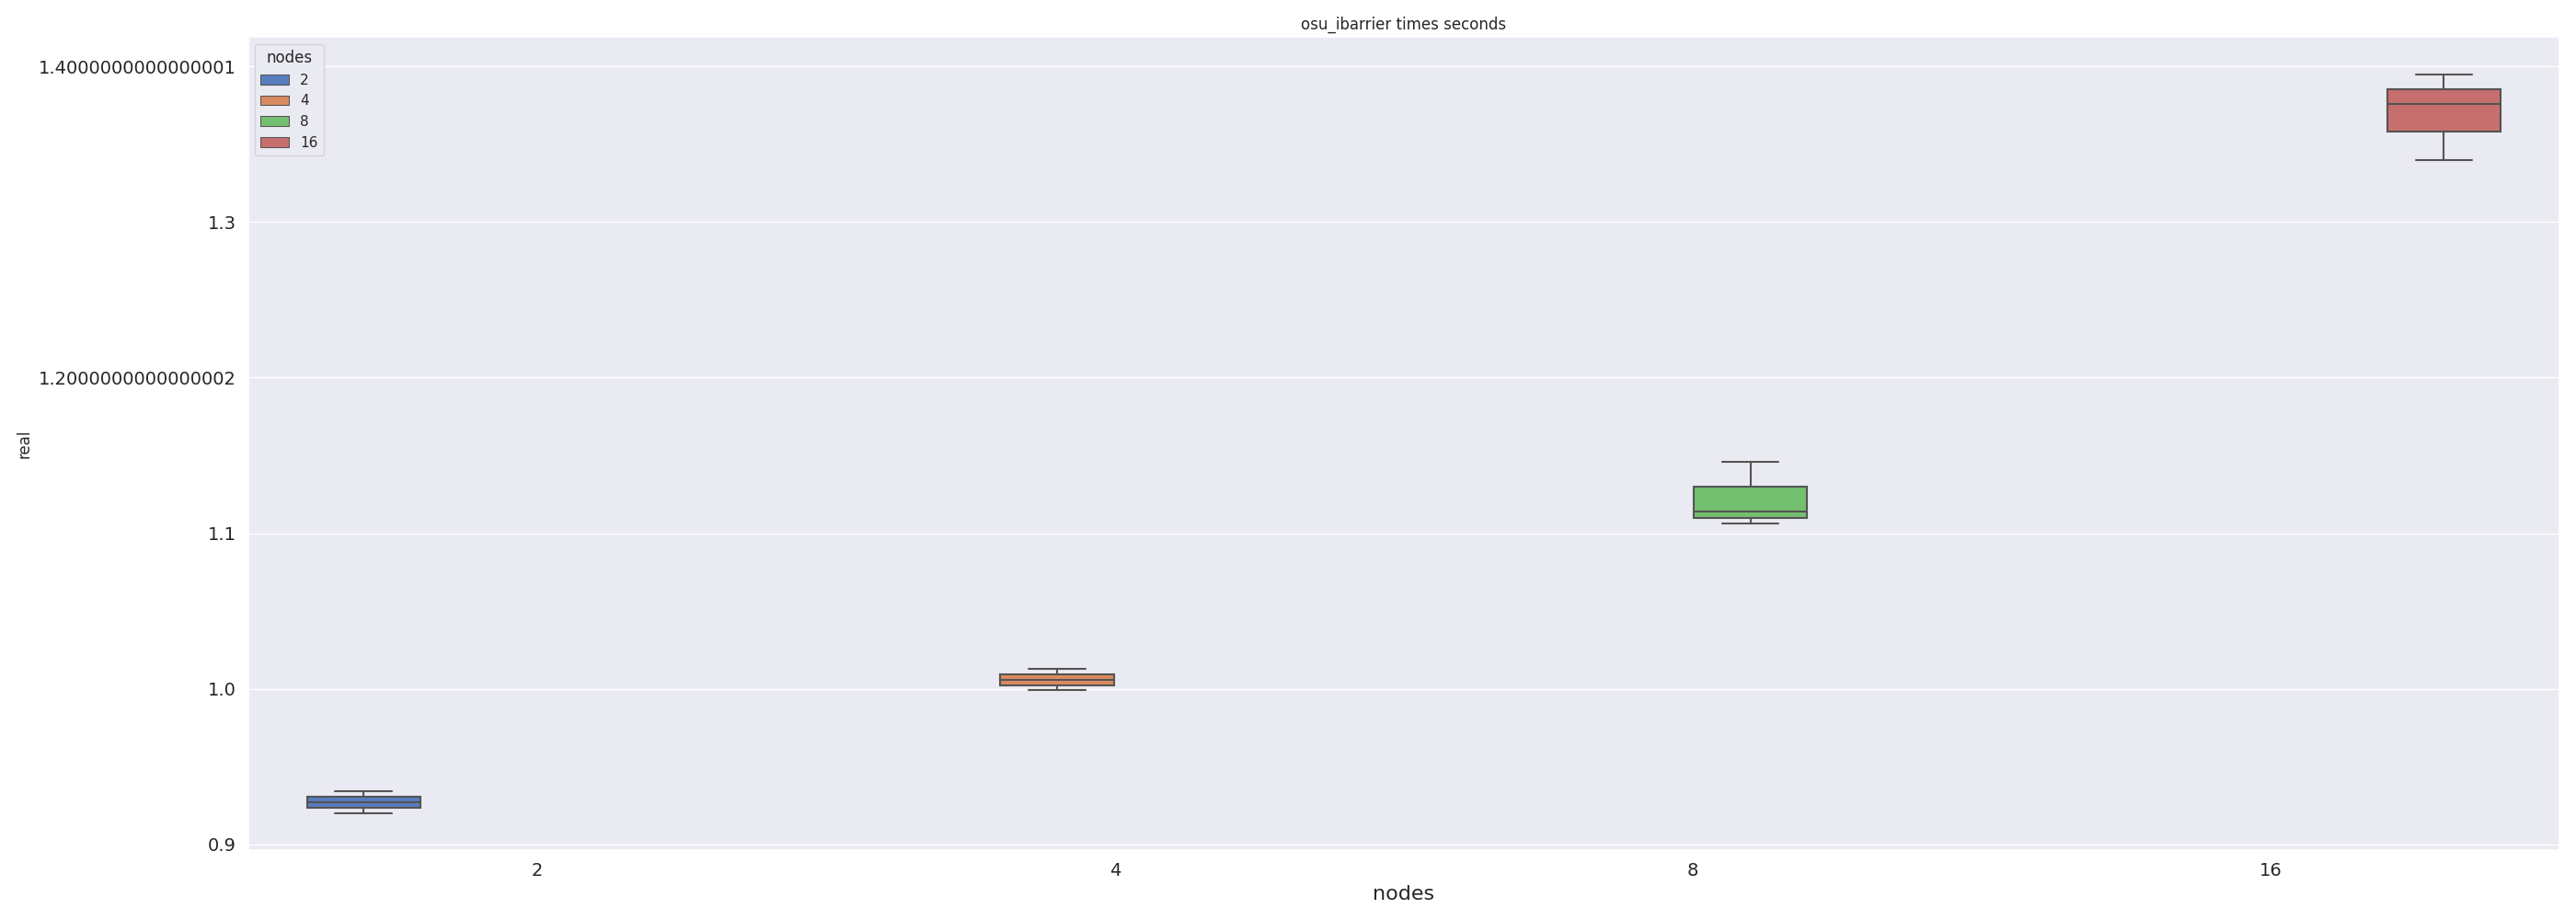 osu_ibarrier times seconds
nodes
2
4
8
16
1.4000000000000001
1.3
1.2000000000000002
1.1
1.0
0.9
real
2 4 8 16
nodes